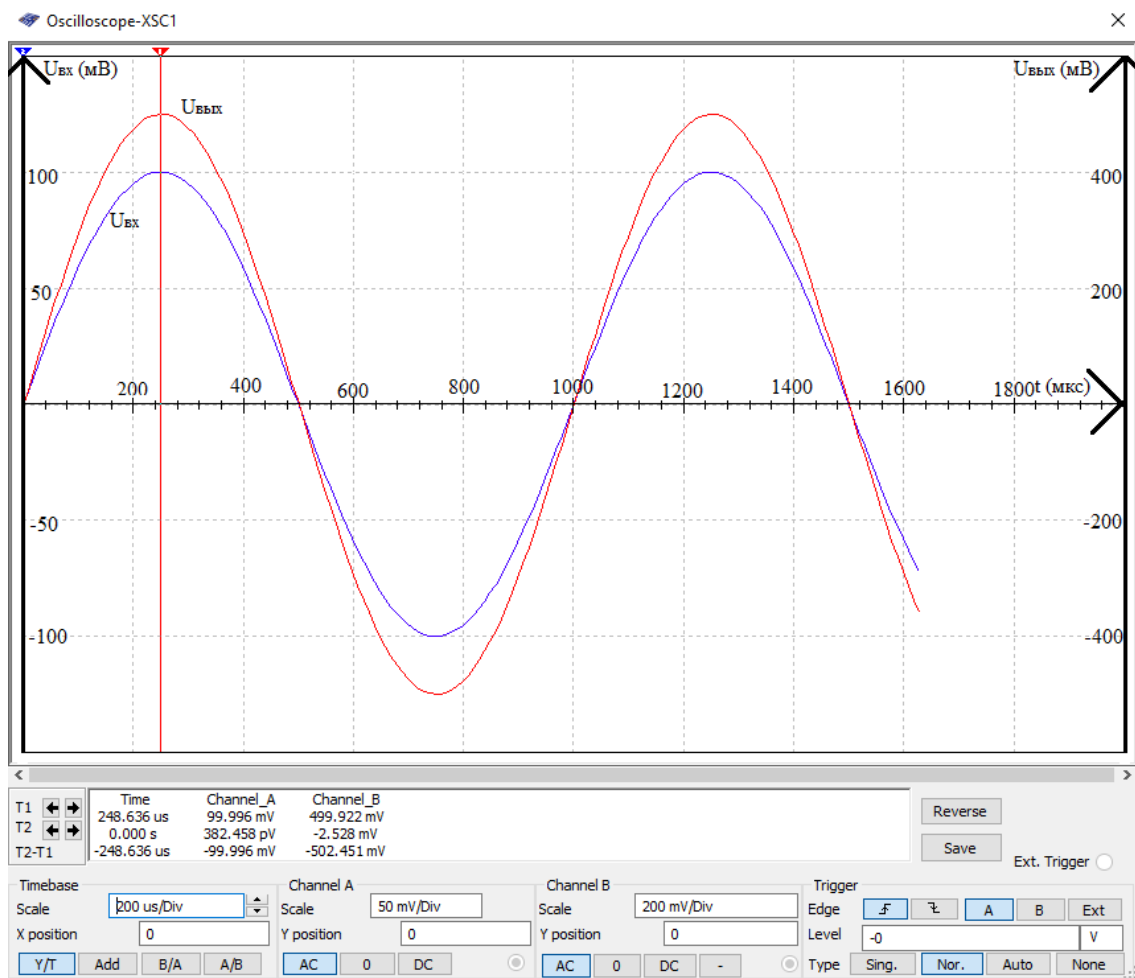 Oscilloscope-XSC1
Uвх (мВ)
Uвых (мВ)
Uвых
Uвх
100
400
50
200
200 400 600 800 1000 1200 1400 1600 1800 t (мкс)
-50
-200
-100
-400
Time Channel_A Channel_B
T1 248.636 us 99.996 mV 499.922 mV
T2 0.000 s 382.458 pV -2.528 mV
T2-T1 -248.636 us -99.996 mV -502.451 mV
Reverse
Save
Ext. Trigger
Timebase Channel A Channel B Trigger
Scale 200 us/Div Scale 50 mV/Div Scale 200 mV/Div Edge A B Ext
X position 0 Y position 0 Y position 0 Level -0 V
Y/T Add B/A A/B AC 0 DC AC 0 DC - Type Sing. Nor. Auto None